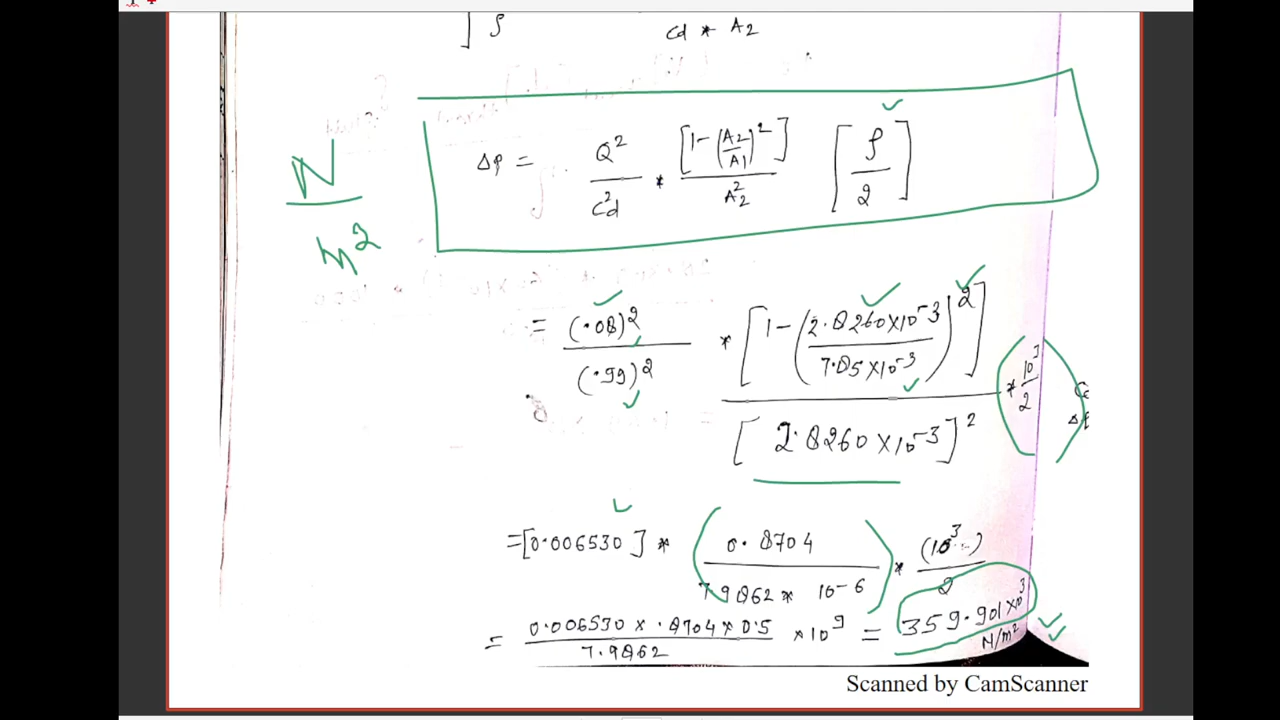 ρ Cd * A2
N/m²
Δρ = Q²/Cd² * [1-(A2/A1)²]/A2² [ρ/2]
= (.08)²/(.99)² * [1-(2.8260×10⁻³/7.85×10⁻³)²]/[2.8260×10⁻³]² * 10³/2
=[0.006530] * (0.8704/7.9862* 10⁻⁶) * (10³)/2
= 0.006530 × .8704 × 0.5/7.9862 ×10⁹ = 359.901×10³ N/m²
Scanned by CamScanner